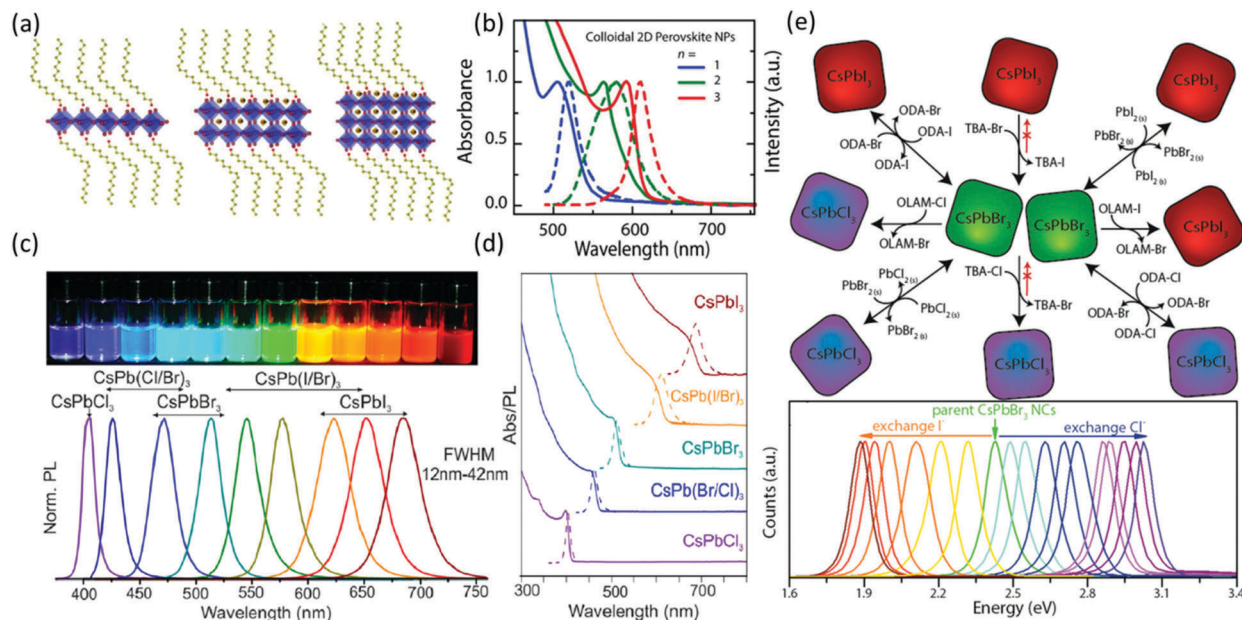 (a)
(b)
Colloidal 2D Perovskite NPs
n =
1
2
3
Absorbance
1.0
0.5
0.0
Intensity (a.u.)
500 600 700
Wavelength (nm)
(c)
CsPb(Cl/Br)₃
CsPb(I/Br)₃
CsPbCl₃
CsPbBr₃
CsPbI₃
FWHM
12nm-42nm
Norm. PL
400 450 500 550 600 650 700 750
Wavelength (nm)
(d)
CsPbI₃
CsPb(I/Br)₃
CsPbBr₃
CsPb(Br/Cl)₃
CsPbCl₃
Abs/PL
300 500 700
Wavelength (nm)
(e)
CsPbI₃
CsPbI₃
CsPbI₃
ODA-Br
ODA-I
ODA-Br
ODA-I
TBA-Br
TBA-I
PbI₂₍ₛ₎
PbBr₂₍ₛ₎
PbBr₂₍ₛ₎
PbI₂₍ₛ₎
CsPbCl₃
OLAM-Cl
OLAM-Br
CsPbBr₃
CsPbBr₃
OLAM-I
OLAM-Br
CsPbI₃
PbCl₂₍ₛ₎
PbBr₂₍ₛ₎
PbCl₂₍ₛ₎
PbBr₂₍ₛ₎
TBA-Cl
TBA-Br
ODA-Cl
ODA-Br
ODA-Br
ODA-Cl
CsPbCl₃
CsPbCl₃
CsPbCl₃
parent CsPbBr₃ NCs
exchange I⁻
exchange Cl⁻
Counts (a.u.)
1.6 1.9 2.2 2.5 2.8 3.1 3.4
Energy (eV)